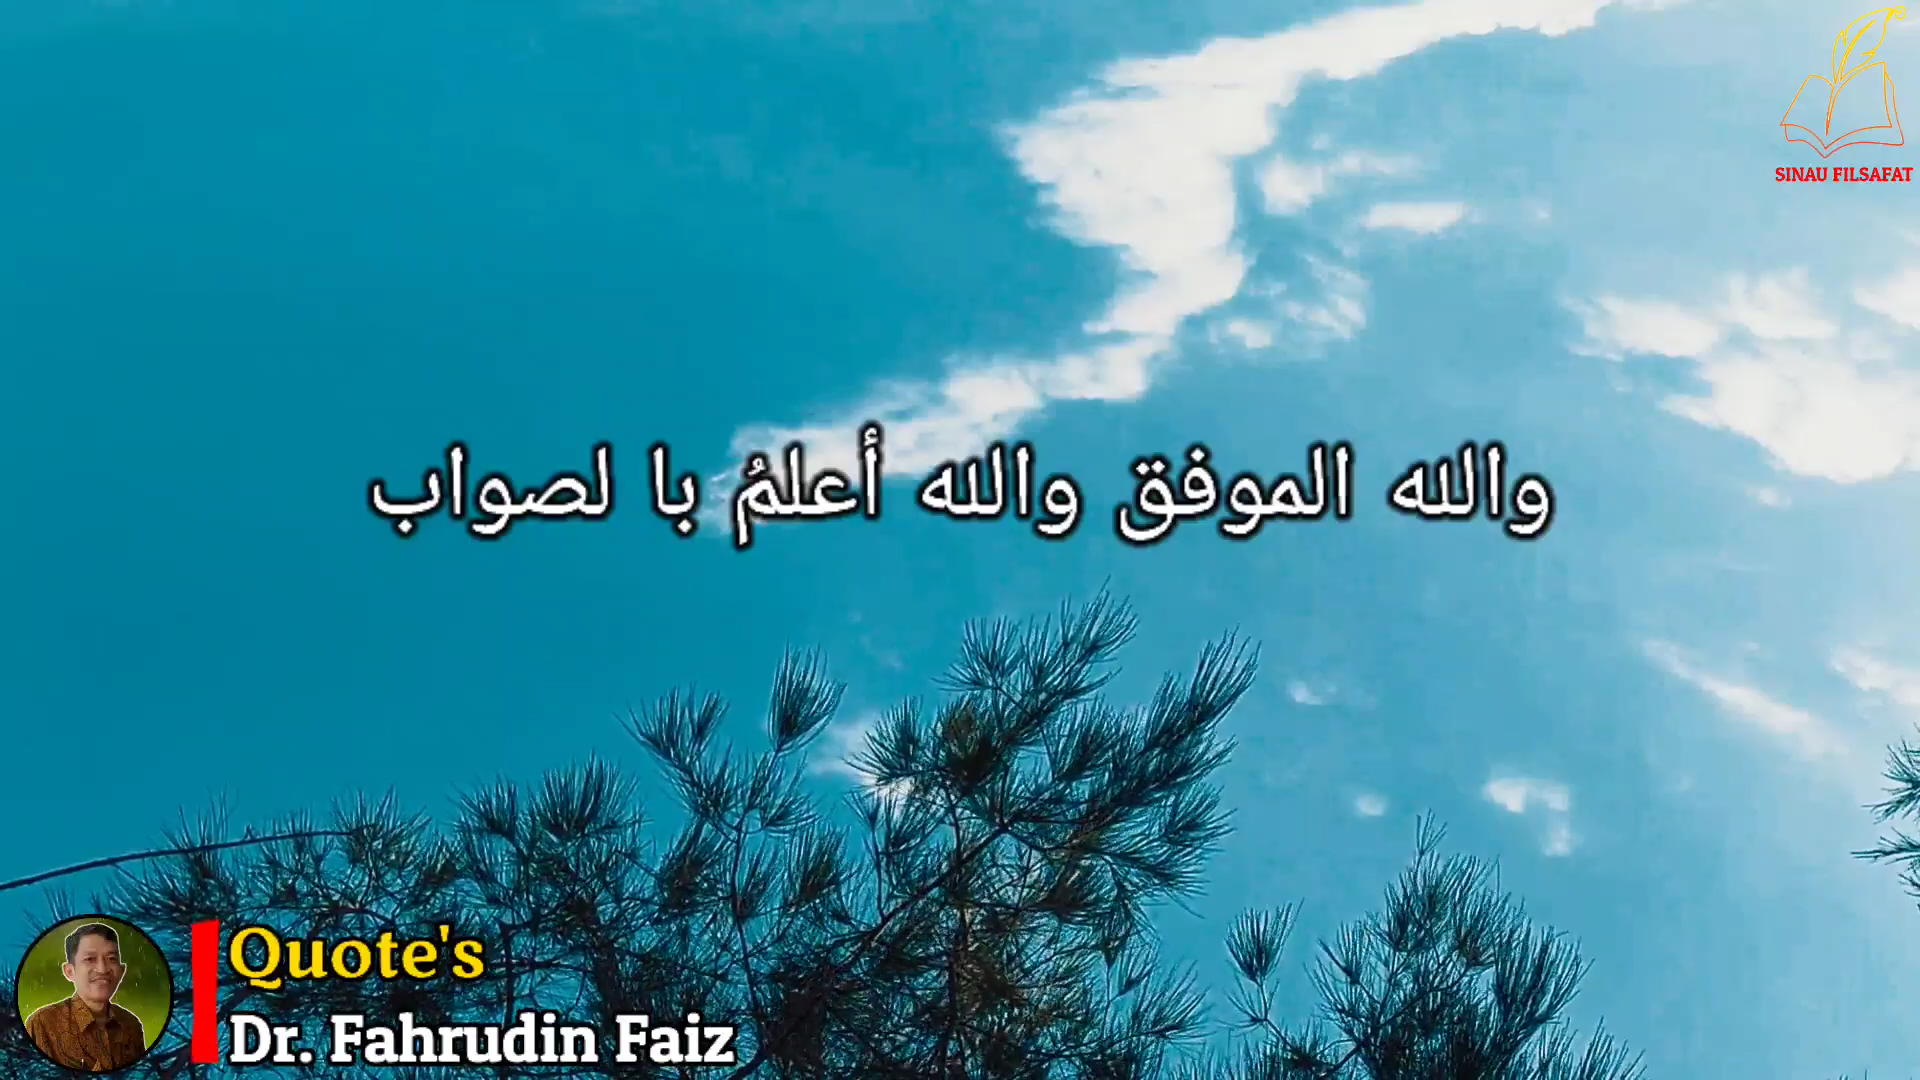 SINAU FILSAFAT
والله الموفق والله أعلمُ با لصواب
Quote's
Dr. Fahrudin Faiz